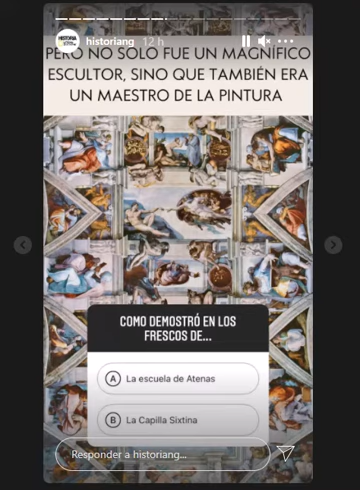 historiang 12 h
PERO NO SOLO FUE UN MAGNÍFICO
ESCULTOR, SINO QUE TAMBIÉN ERA
UN MAESTRO DE LA PINTURA
COMO DEMOSTRÓ EN LOS
FRESCOS DE...
A La escuela de Atenas
B La Capilla Sixtina
Responder a historiang...